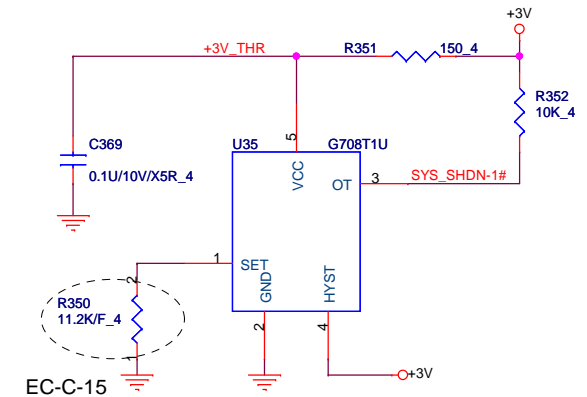 +3V
+3V_THR
R351
150_4
R352
10K_4
C369
0.1U/10V/X5R_4
U35
G708T1U
5
VCC
OT
3
SYS_SHDN-1#
1
SET
GND
HYST
2
R350
11.2K/F_4
1
2
4
+3V
EC-C-15